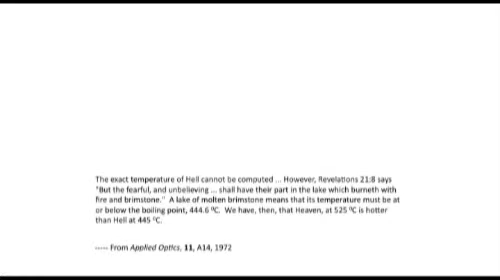 The exact temperature of Hell cannot be computed ... However, Revelations 21:8 says
"But the fearful, and unbelieving ... shall have their part in the lake which burneth with
fire and brimstone." A lake of molten brimstone means that its temperature must be at
or below the boiling point, 444.6 ºC. We have, then, that Heaven, at 525 ºC is hotter
than Hell at 445 ºC.
----- From Applied Optics, 11, A14, 1972